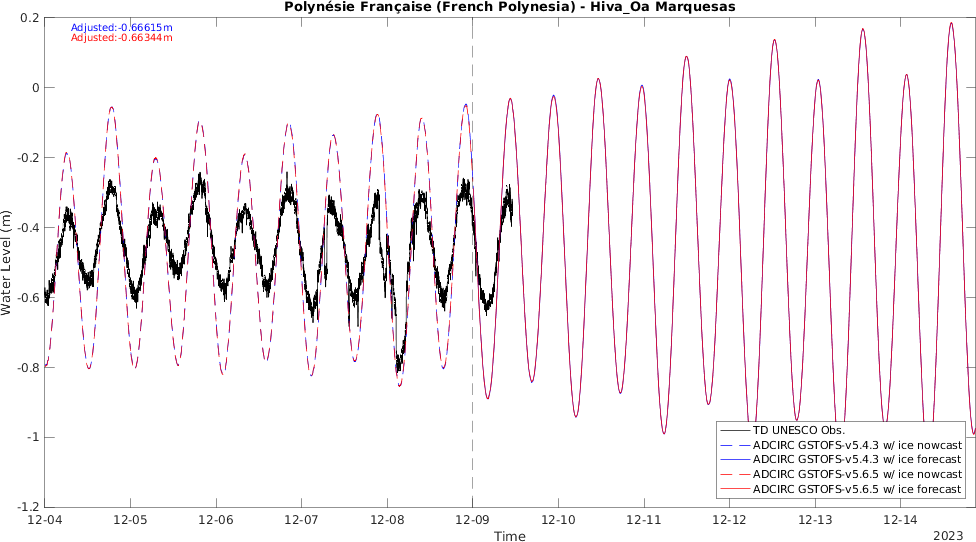 Polynésie Française (French Polynesia) - Hiva_Oa Marquesas
Adjusted:-0.66615m
Adjusted:-0.66344m
0.2
0
-0.2
-0.4
-0.6
-0.8
-1
-1.2
Water Level (m)
TD UNESCO Obs.
ADCIRC GSTOFS-v5.4.3 w/ ice nowcast
ADCIRC GSTOFS-v5.4.3 w/ ice forecast
ADCIRC GSTOFS-v5.6.5 w/ ice nowcast
ADCIRC GSTOFS-v5.6.5 w/ ice forecast
12-04 12-05 12-06 12-07 12-08 12-09 12-10 12-11 12-12 12-13 12-14
Time
2023